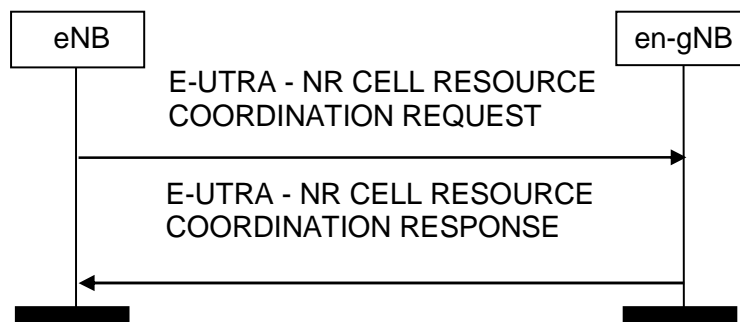 eNB
en-gNB
E-UTRA - NR CELL RESOURCE
COORDINATION REQUEST
E-UTRA - NR CELL RESOURCE
COORDINATION RESPONSE